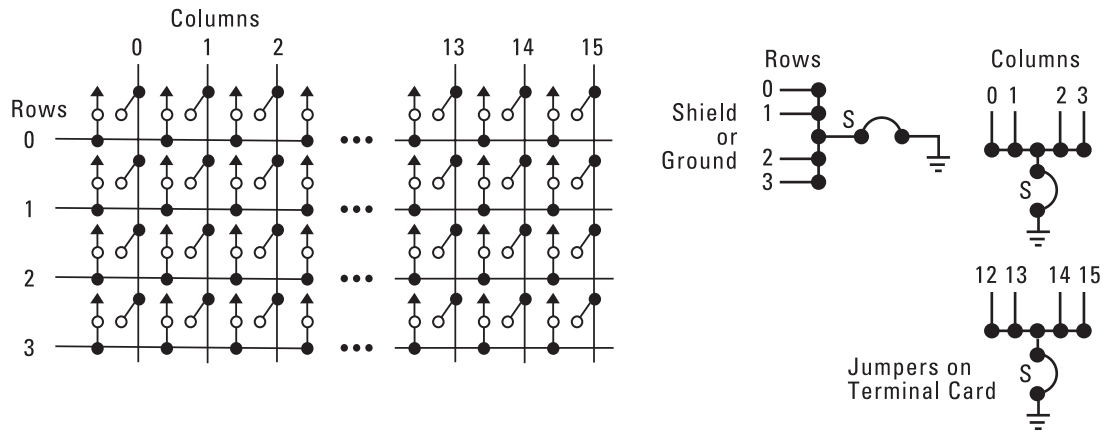 Columns
0 1 2 13 14 15
Rows
0
1
2
3
Rows
0
1
2
3
Shield
or
Ground
S
Columns
0 1 2 3
S
12 13 14 15
S
Jumpers on
Terminal Card